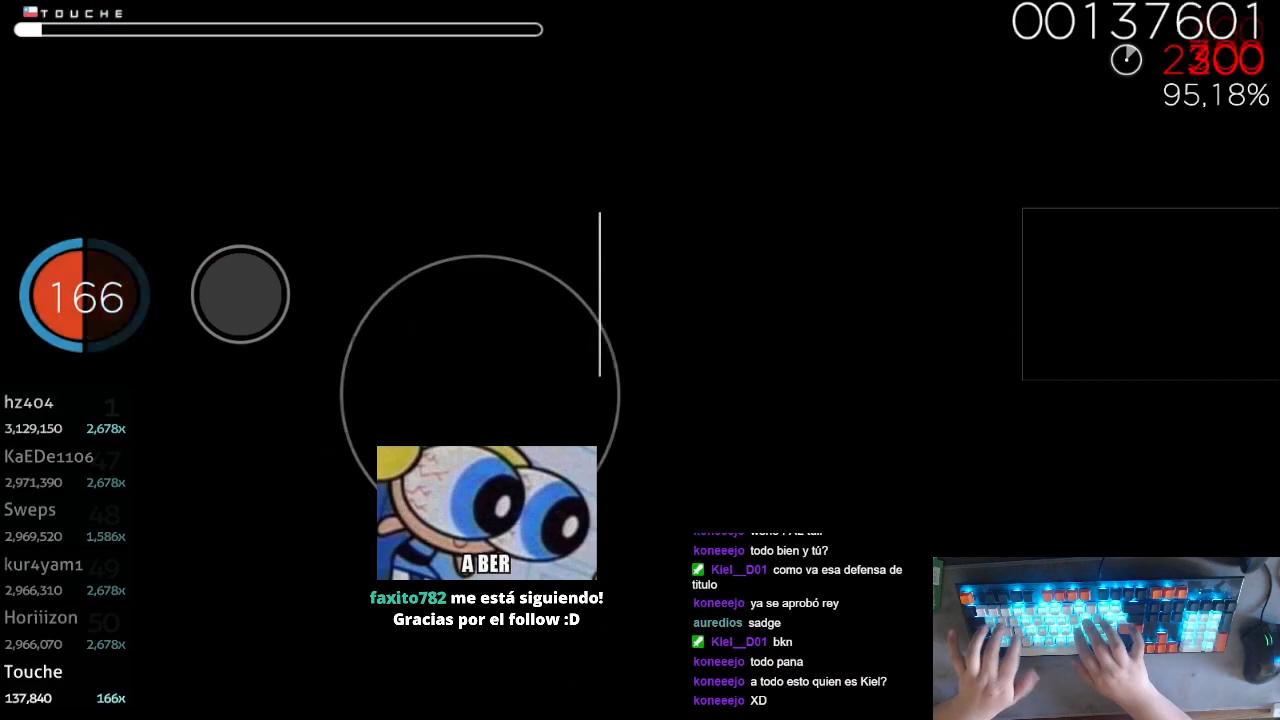 TOUCHE
00137601
95,18%
166
hz404
1
3,129,150 2,678x
KaEDe1106
47
2,971,390 2,678x
Sweps
48
2,969,520 1,586x
kur4yam1
49
2,966,310 2,678x
Horiiizon
50
2,966,070 2,678x
Touche
137,840 166x
A BER
faxito782 me está siguiendo!
Gracias por el follow :D
koneeejo todo bien y tú?
Kiel__D01 como va esa defensa de
titulo
koneeejo ya se aprobó rey
auredios sadge
Kiel__D01 bkn
koneeejo todo pana
koneeejo a todo esto quien es Kiel?
koneeejo XD